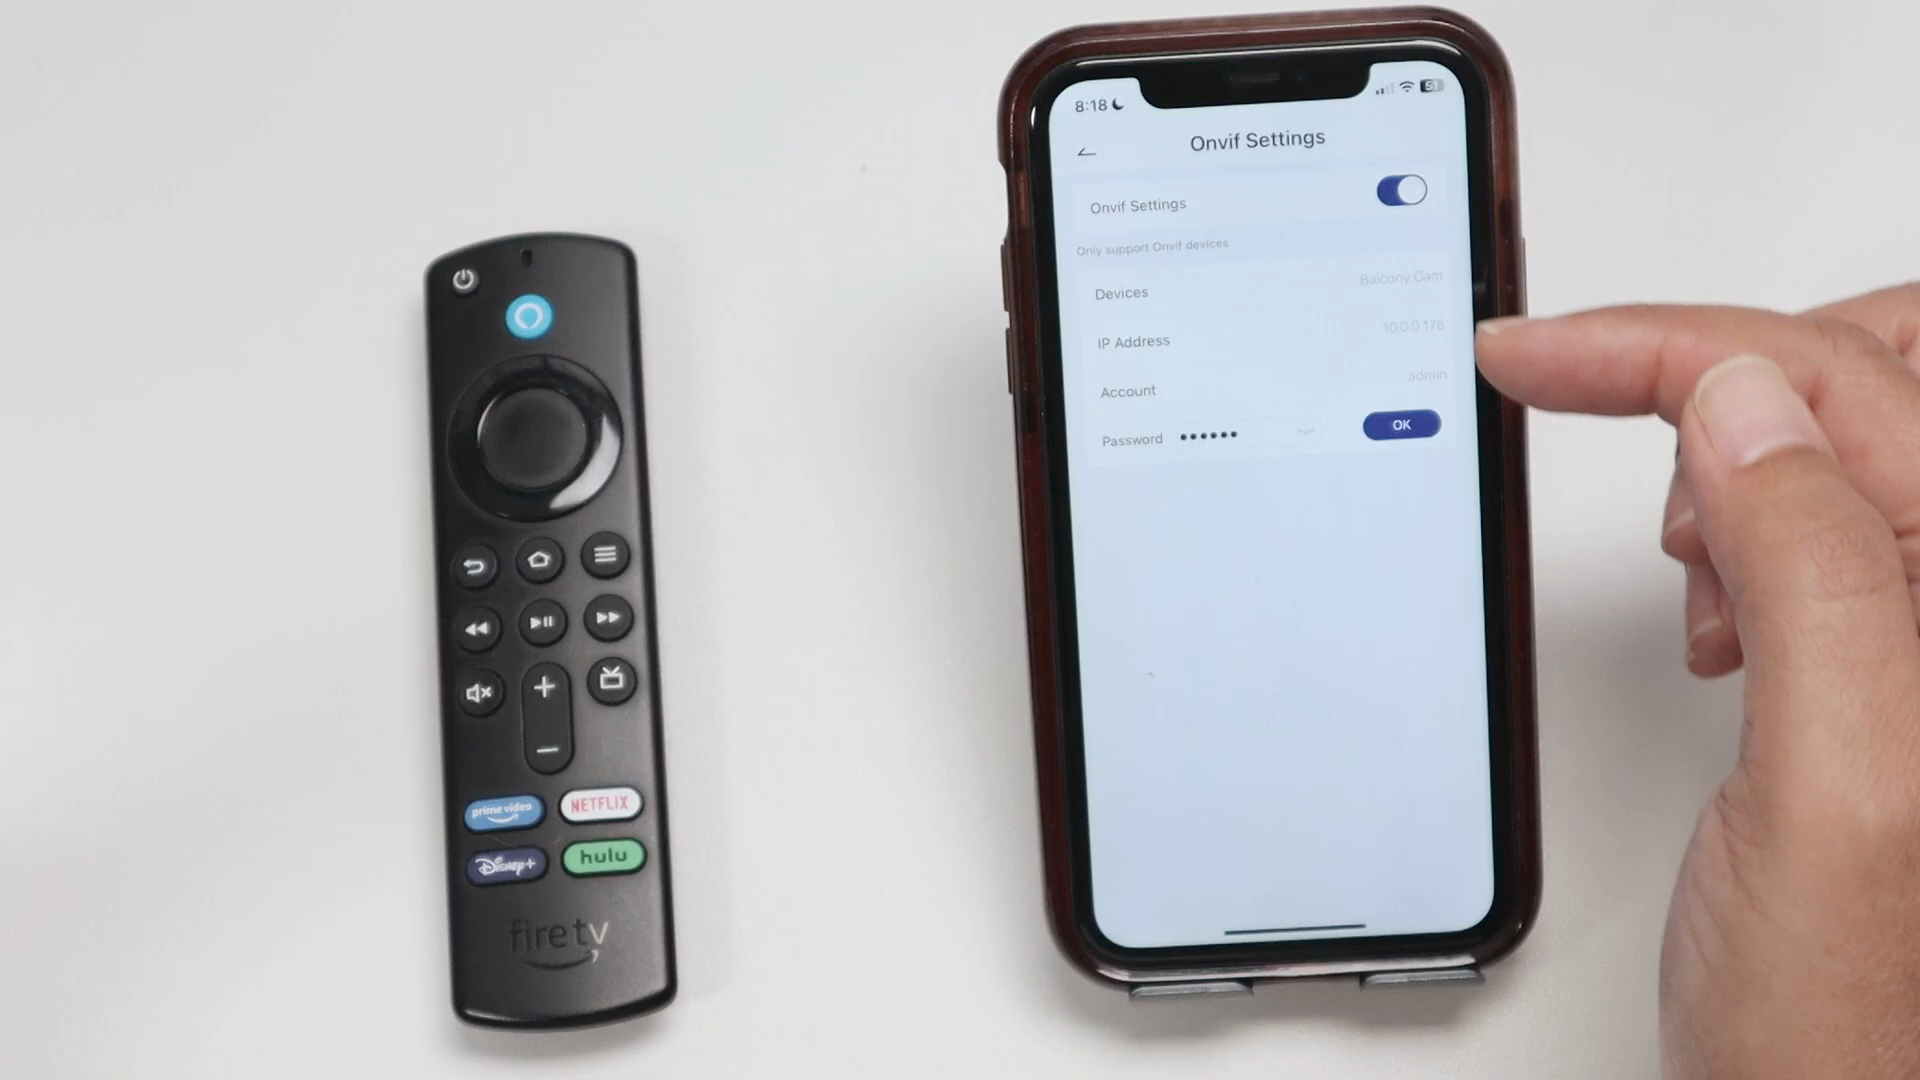 8:18
51
Onvif Settings
Onvif Settings
Only support Onvif devices
Devices Balcony Cam
IP Address 10.0.0.178
Account admin
Password •••••• OK
prime video
NETFLIX
Disney+
hulu
fire tv